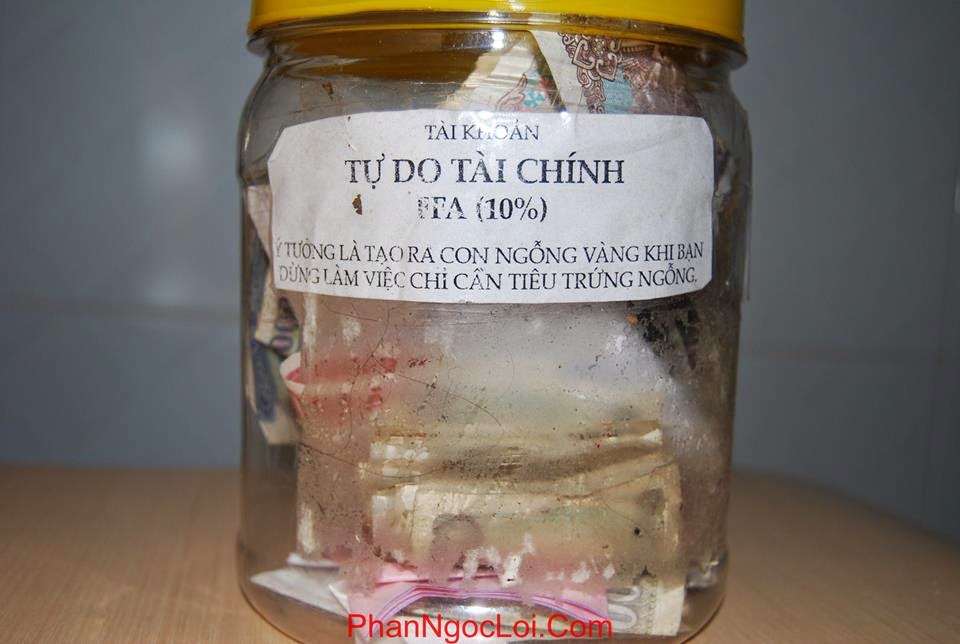 TÀI KHOẢN
TỰ DO TÀI CHÍNH
FFA (10%)
Ý TƯỞNG LÀ TẠO RA CON NGỖNG VÀNG KHI BẠN
DỪNG LÀM VIỆC CHỈ CẦN TIÊU TRỨNG NGỖNG.
PhanNgocLoi.Com